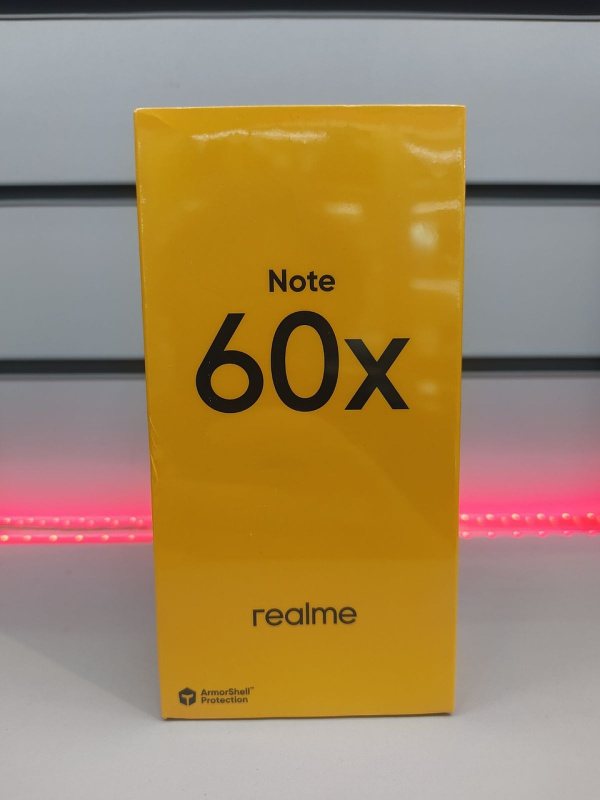 Note
60x
realme
ArmorShell™
Protection